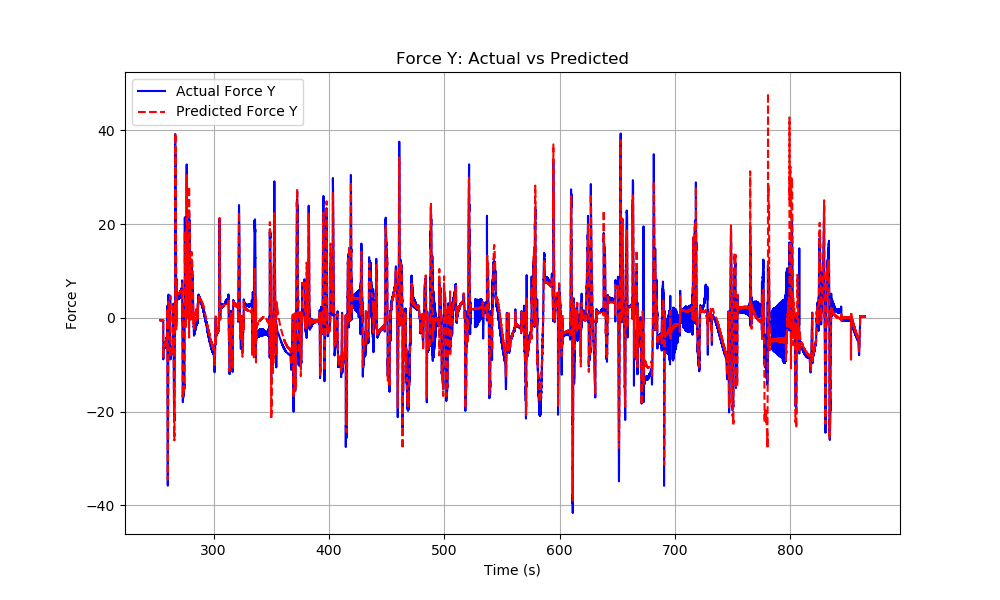 Force Y: Actual vs Predicted
Actual Force Y
Predicted Force Y
Force Y
40
20
0
−20
−40
300 400 500 600 700 800
Time (s)